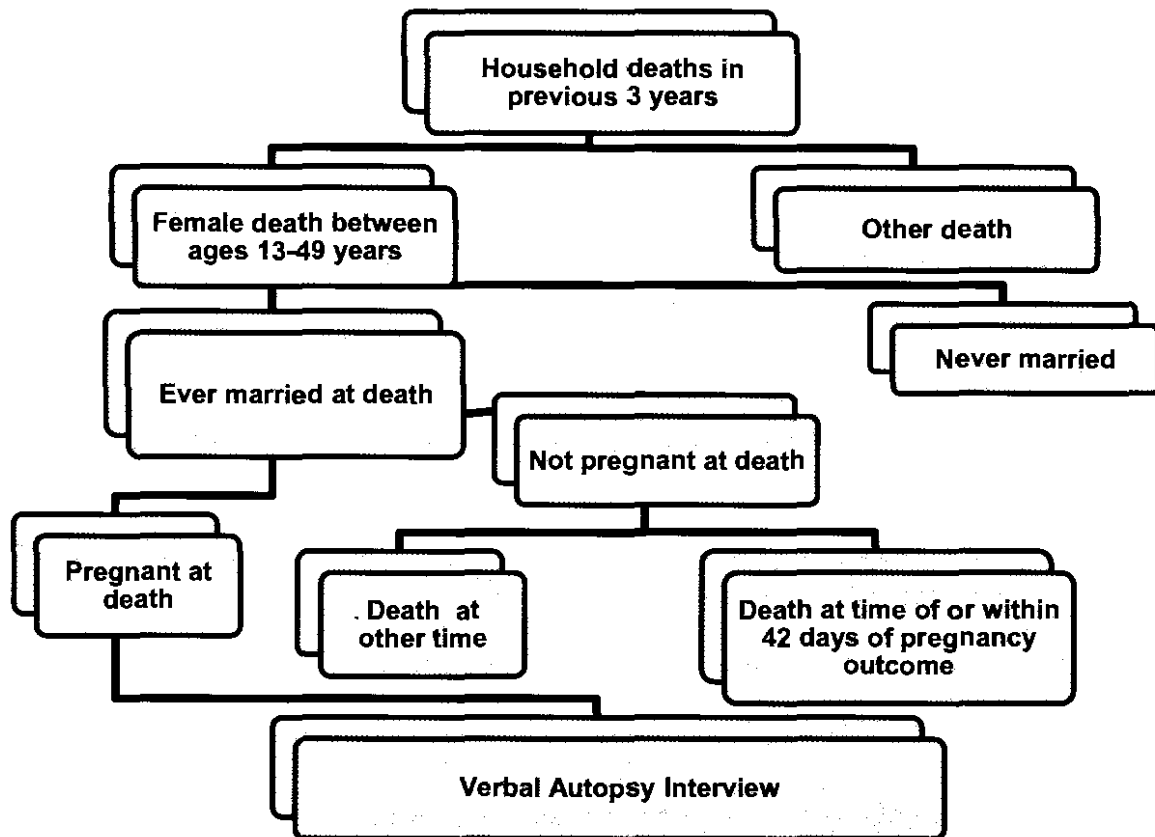 Household deaths in
previous 3 years
Female death between
ages 13-49 years
Other death
Never married
Ever married at death
Not pregnant at death
Pregnant at
death
Death at
other time
Death at time of or within
42 days of pregnancy
outcome
Verbal Autopsy Interview